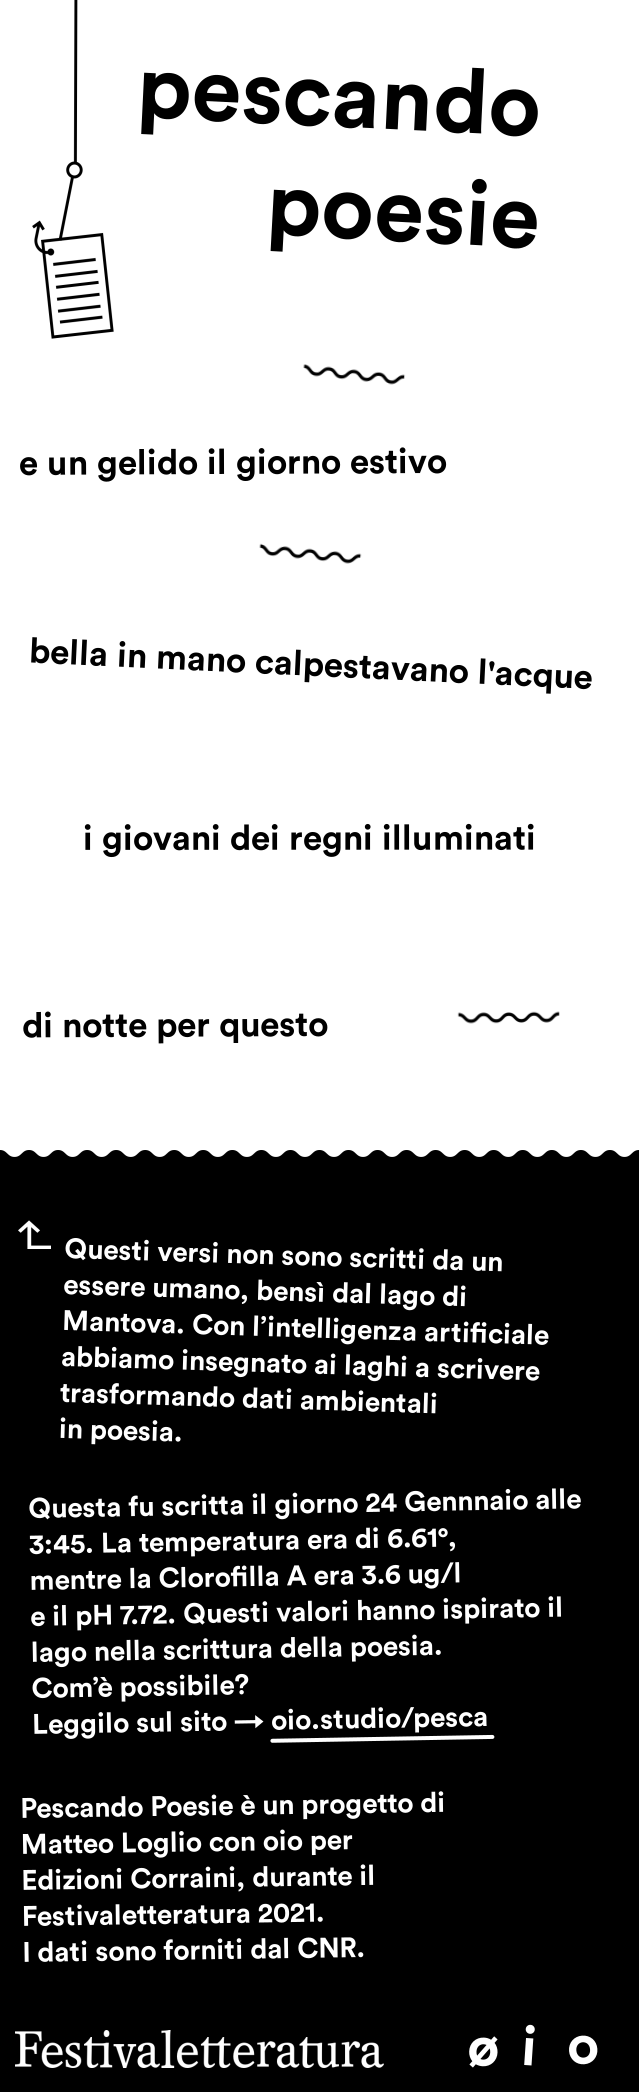 pescando
poesie
e un gelido il giorno estivo
bella in mano calpestavano l'acque
i giovani dei regni illuminati
di notte per questo
Questi versi non sono scritti da un
essere umano, bensì dal lago di
Mantova. Con l’intelligenza artificiale
abbiamo insegnato ai laghi a scrivere
trasformando dati ambientali
in poesia.
Questa fu scritta il giorno 24 Gennnaio alle
3:45. La temperatura era di 6.61°,
mentre la Clorofilla A era 3.6 ug/l
e il pH 7.72. Questi valori hanno ispirato il
lago nella scrittura della poesia.
Com’è possibile?
Leggilo sul sito → oio.studio/pesca
Pescando Poesie è un progetto di
Matteo Loglio con oio per
Edizioni Corraini, durante il
Festivaletteratura 2021.
I dati sono forniti dal CNR.
Festivaletteratura ø i o